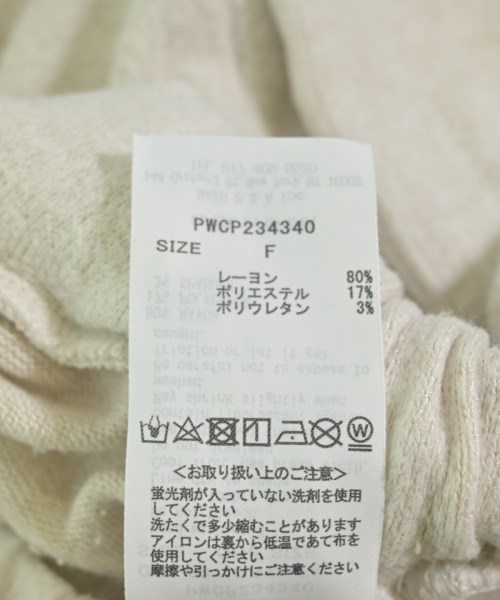 PWCP234340
SIZE F
レーヨン 80%
ポリエステル 17%
ポリウレタン 3%
W
<お取り扱い上のご注意>
蛍光剤が入っていない洗剤を使用
してください
洗たくで多少縮むことがあります
アイロンは裏から低温であて布を
使用してください
摩擦や引っかけにご注意ください